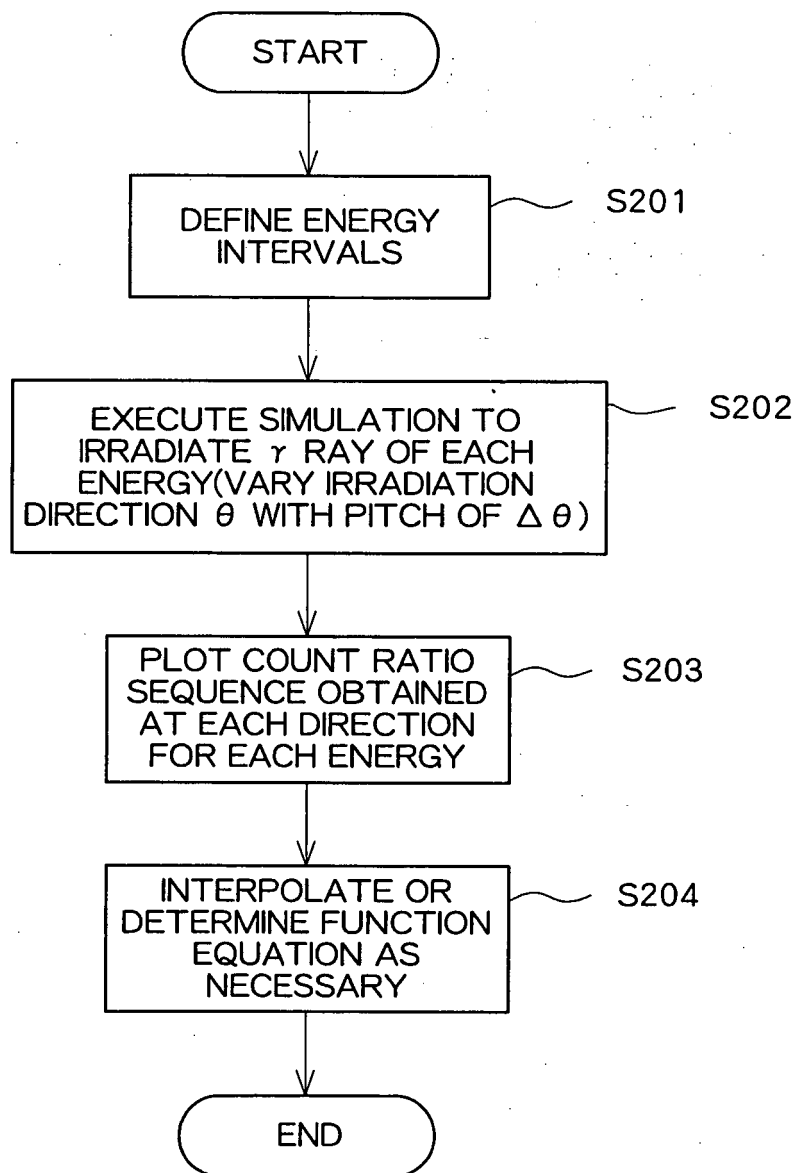 START
DEFINE ENERGY
INTERVALS
S201
EXECUTE SIMULATION TO
IRRADIATE γ RAY OF EACH
ENERGY(VARY IRRADIATION
DIRECTION θ WITH PITCH OF Δθ)
S202
PLOT COUNT RATIO
SEQUENCE OBTAINED
AT EACH DIRECTION
FOR EACH ENERGY
S203
INTERPOLATE OR
DETERMINE FUNCTION
EQUATION AS
NECESSARY
S204
END